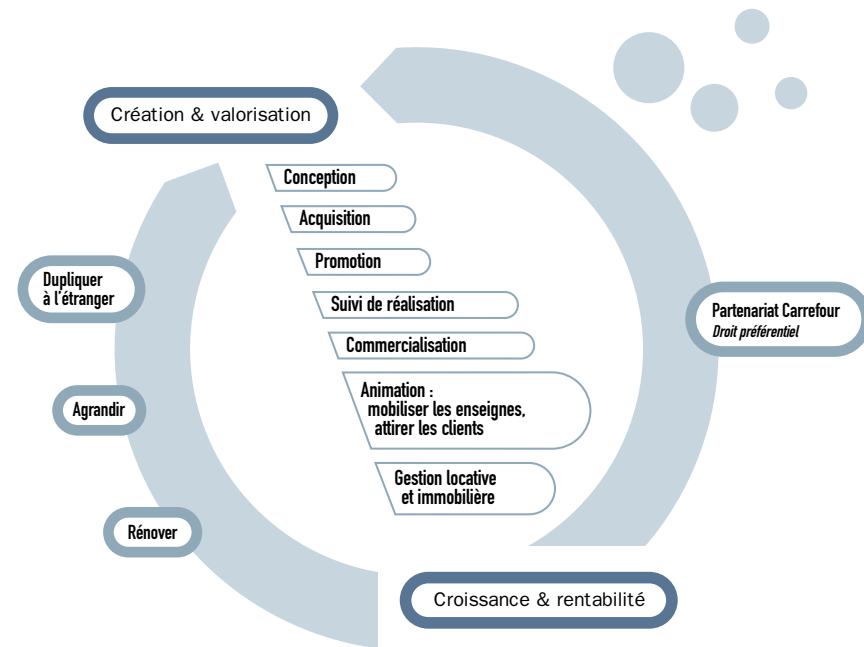 Création & valorisation
Conception
Acquisition
Promotion
Suivi de réalisation
Commercialisation
Animation :
mobiliser les enseignes,
attirer les clients
Gestion locative
et immobilière
Dupliquer
à l'étranger
Agrandir
Rénover
Partenariat Carrefour
Droit préférentiel
Croissance & rentabilité